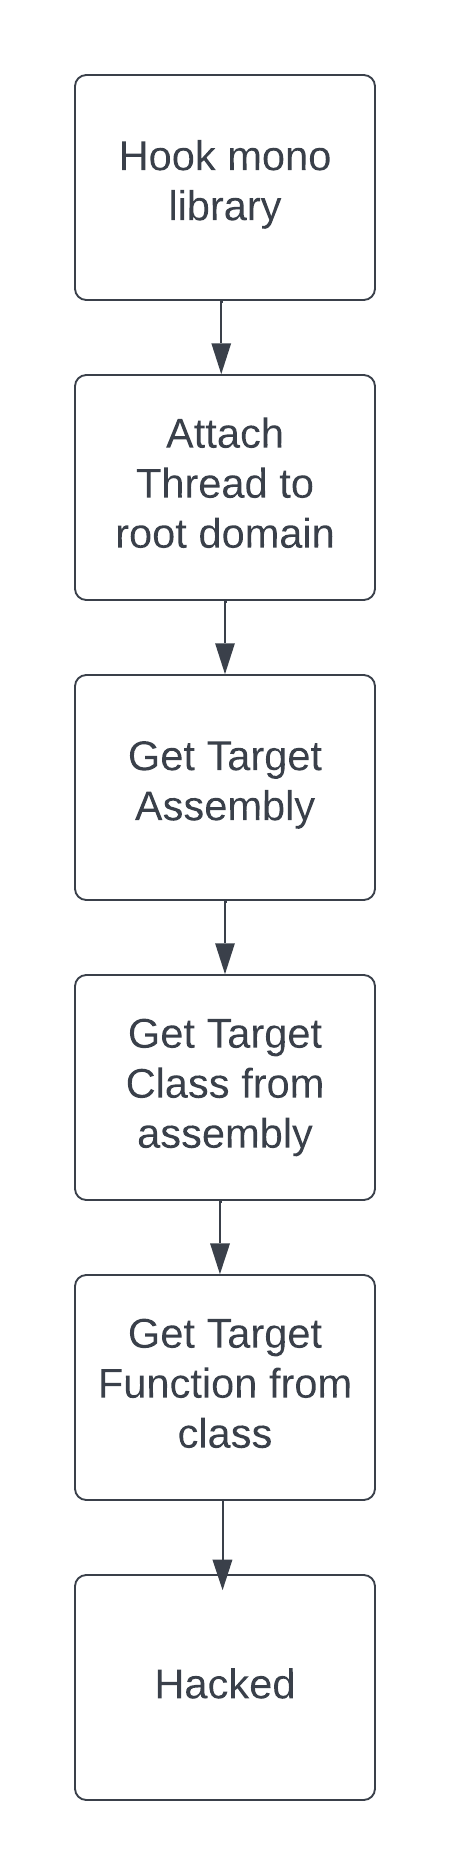 Hook mono
library
Attach
Thread to
root domain
Get Target
Assembly
Get Target
Class from
assembly
Get Target
Function from
class
Hacked